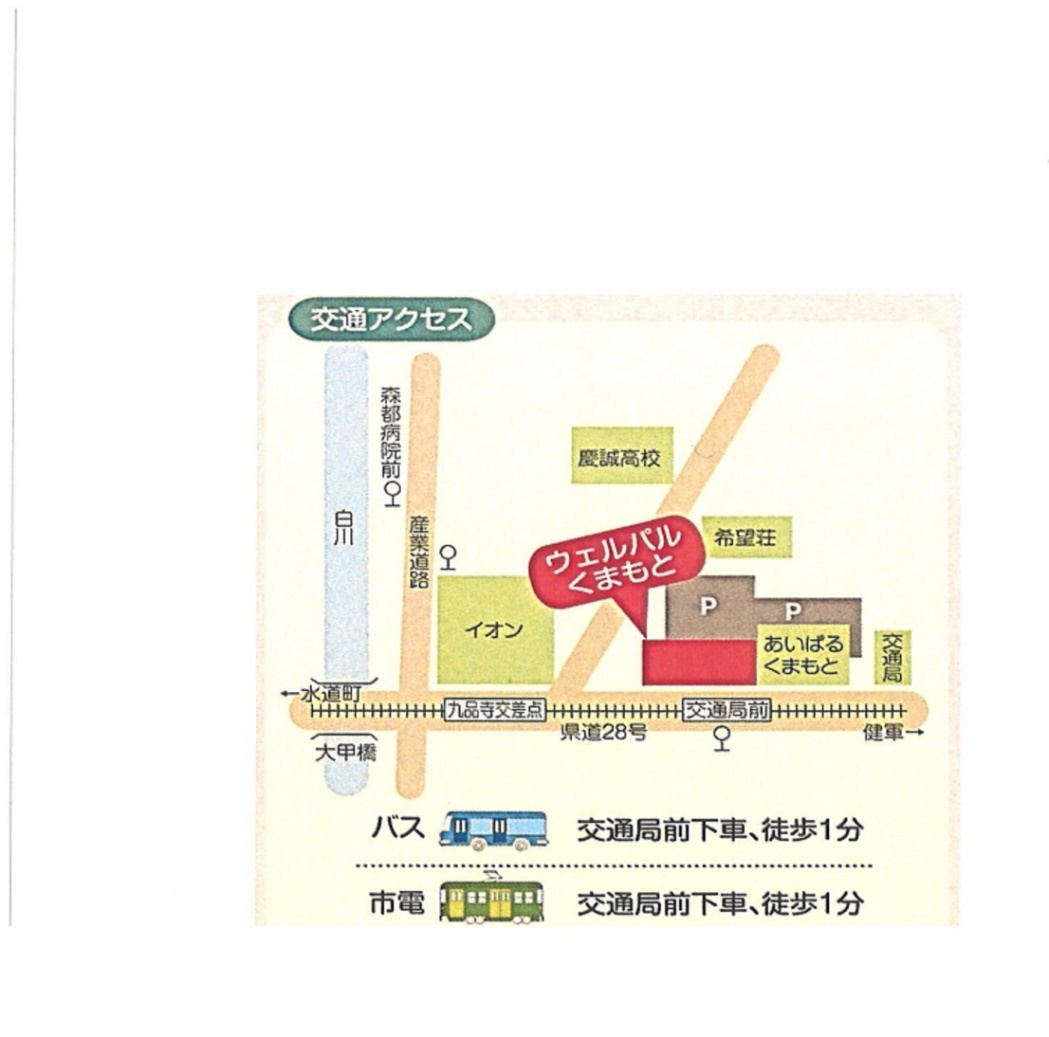 交通アクセス
森都病院前
慶誠高校
白川
産業道路
希望荘
ウェルパル
くまもと
P
P
イオン
あいぱる
くまもと
交通局
←水道町
九品寺交差点
交通局前
県道28号
健軍→
大甲橋
バス
交通局前下車、徒歩1分
市電
交通局前下車、徒歩1分